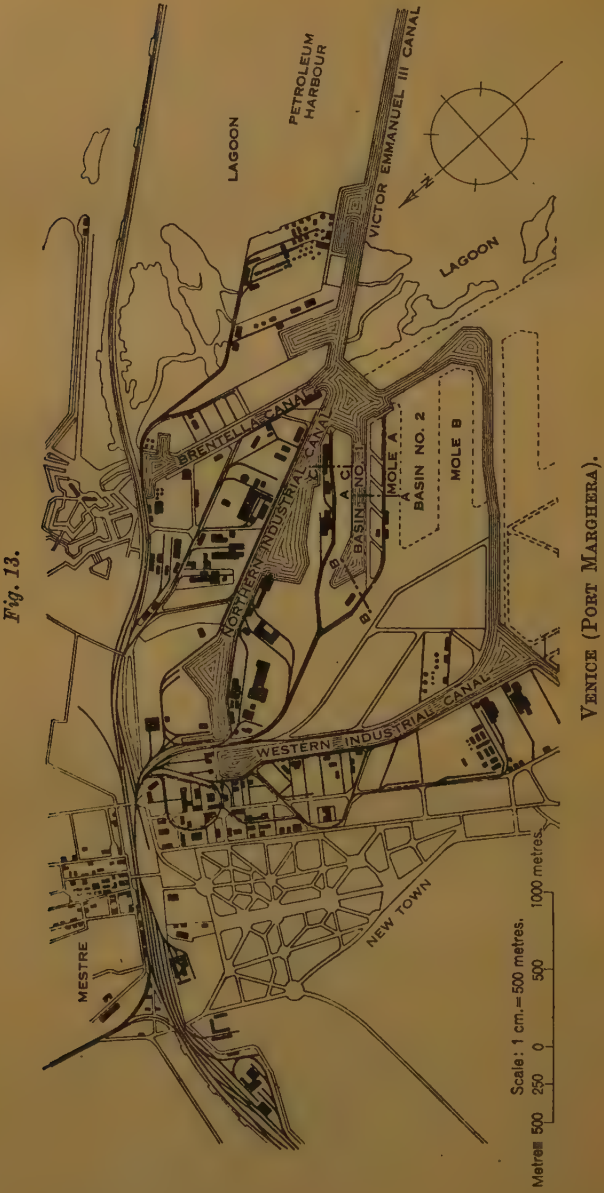 Fig. 13.
MESTRE
NEW TOWN
WESTERN INDUSTRIAL CANAL
NORTHERN INDUSTRIAL CANAL
BRENTELLA CANAL
BASIN NO. 1
C C
A
A
B
B
MOLE A
BASIN NO. 2
MOLE B
LAGOON
PETROLEUM
HARBOUR
VICTOR EMMANUEL III CANAL
LAGOON
N
Scale: 1 cm. = 500 metres.
Metres 500 250 0 500 1000 metres.
VENICE (PORT MARGHERA).